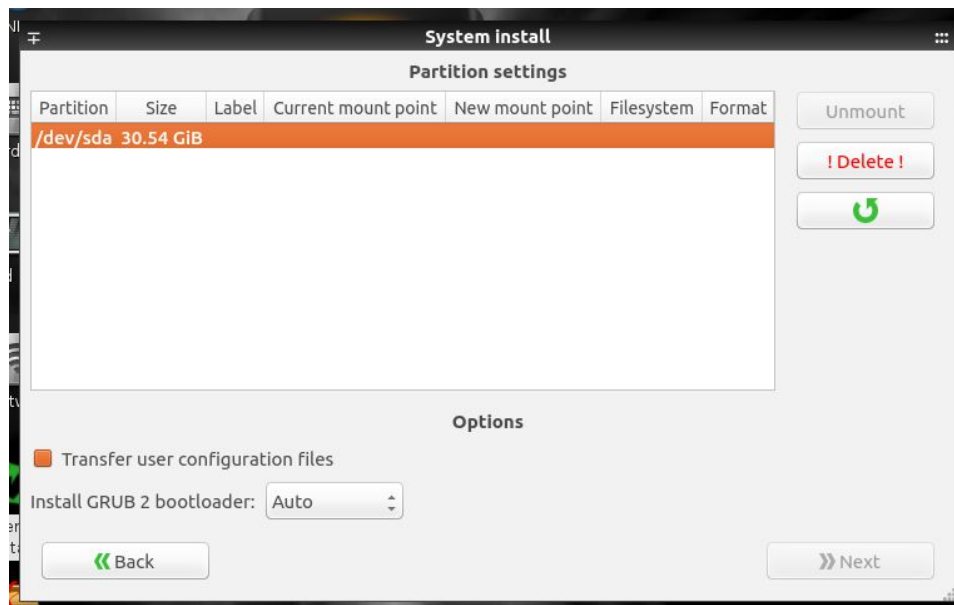 System install
Partition settings
Partition Size Label Current mount point New mount point Filesystem Format
/dev/sda 30.54 GiB
Unmount
! Delete !
Options
Transfer user configuration files
Install GRUB 2 bootloader: Auto
Back
Next